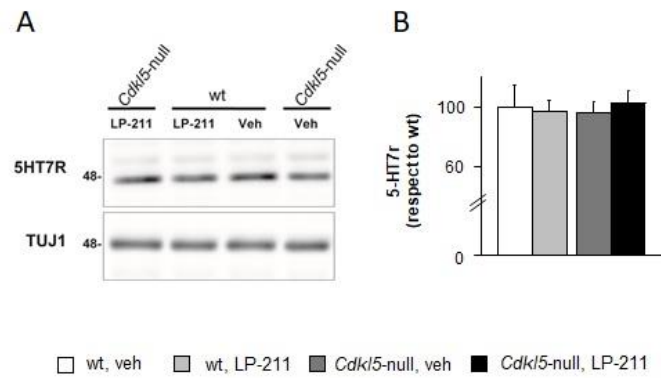 A
Cdkl5-null
wt
Cdkl5-null
LP-211
LP-211
Veh
Veh
5HT7R
48-
TUJ1
48-
B
5-HT7r
(respect to wt)
100
60
0
wt, veh
wt, LP-211
Cdkl5-null, veh
Cdkl5-null, LP-211